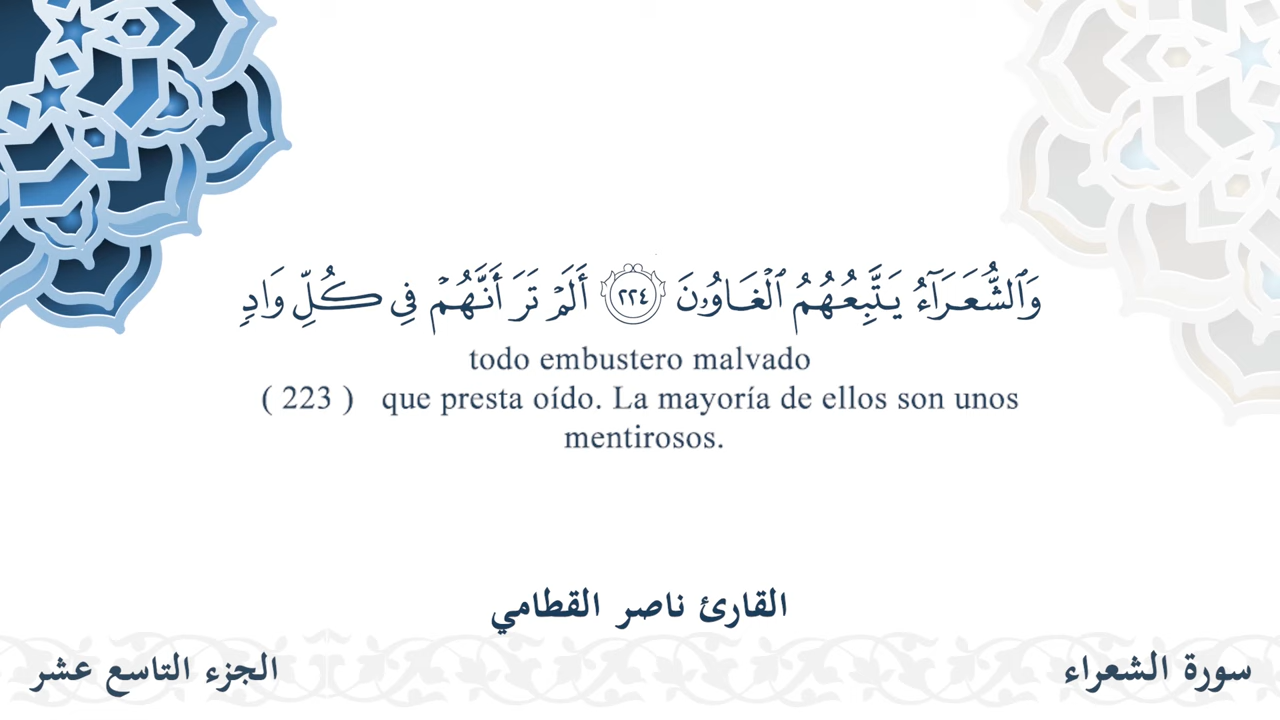 وَٱلشُّعَرَآءُ يَتَّبِعُهُمُ ٱلۡغَاوُۥنَ ٢٢٤ أَلَمۡ تَرَ أَنَّهُمۡ فِي كُلِّ وَادٖ
todo embustero malvado
( 223 ) que presta oído. La mayoría de ellos son unos
mentirosos.
القارئ ناصر القطامي
سورة الشعراء
الجزء التاسع عشر